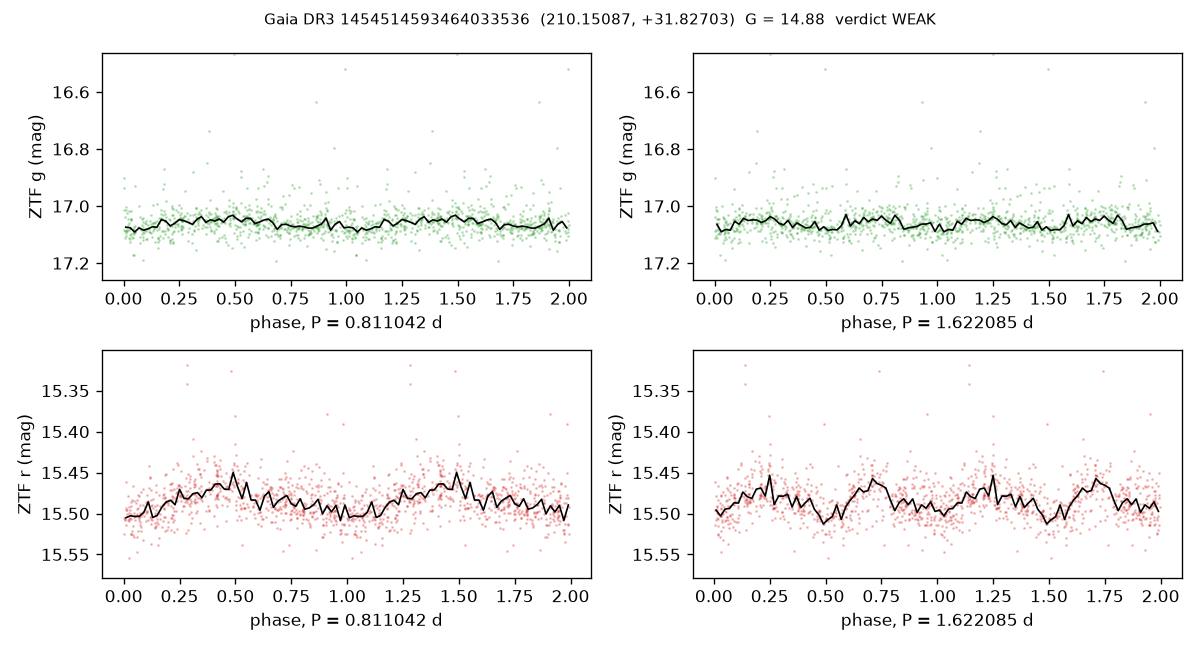 Gaia DR3 1454514593464033536 (210.15087, +31.82703) G = 14.88 verdict WEAK
ZTF g (mag)
16.6
16.8
17.0
17.2
0.00 0.25 0.50 0.75 1.00 1.25 1.50 1.75 2.00
phase, P = 0.811042 d
ZTF g (mag)
16.6
16.8
17.0
17.2
0.00 0.25 0.50 0.75 1.00 1.25 1.50 1.75 2.00
phase, P = 1.622085 d
ZTF r (mag)
15.35
15.40
15.45
15.50
15.55
0.00 0.25 0.50 0.75 1.00 1.25 1.50 1.75 2.00
phase, P = 0.811042 d
ZTF r (mag)
15.35
15.40
15.45
15.50
15.55
0.00 0.25 0.50 0.75 1.00 1.25 1.50 1.75 2.00
phase, P = 1.622085 d